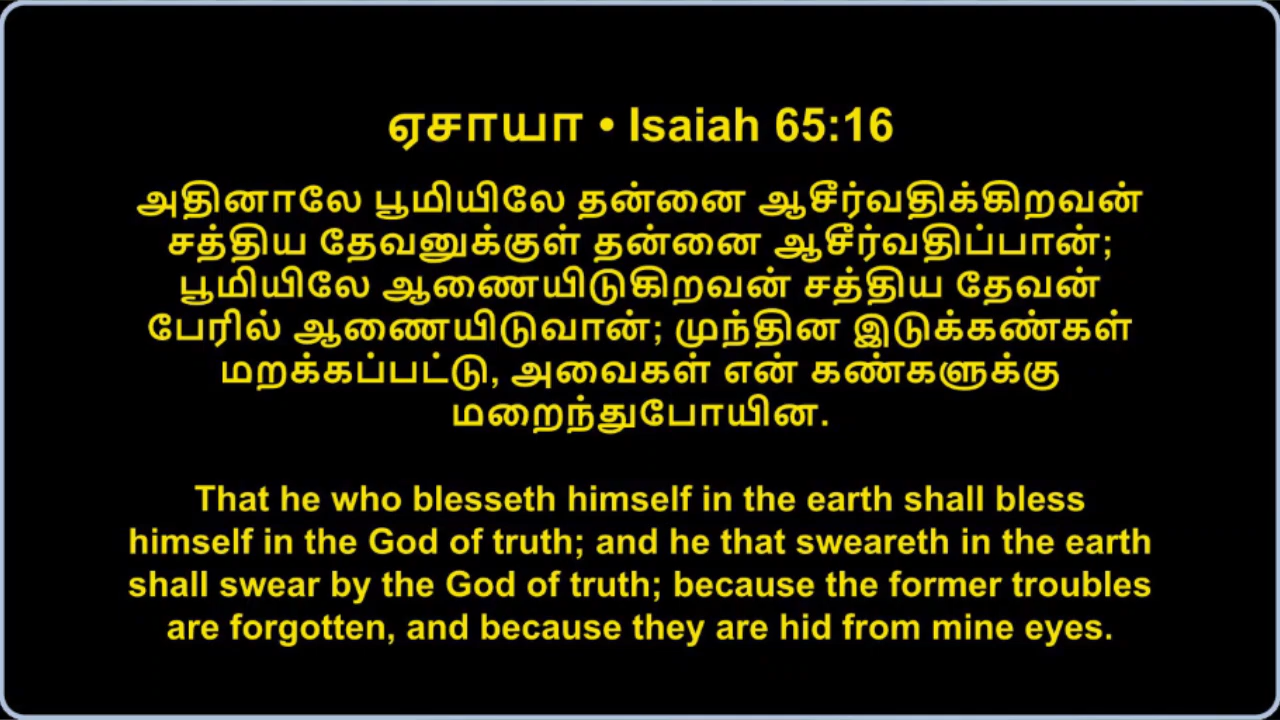 ஏசாயா • Isaiah 65:16
அதினாலே பூமியிலே தன்னை ஆசீர்வதிக்கிறவன்
சத்திய தேவனுக்குள் தன்னை ஆசீர்வதிப்பான்;
பூமியிலே ஆணையிடுகிறவன் சத்திய தேவன்
பேரில் ஆணையிடுவான்; முந்தின இடுக்கண்கள்
மறக்கப்பட்டு, அவைகள் என் கண்களுக்கு
மறைந்துபோயின.
That he who blesseth himself in the earth shall bless
himself in the God of truth; and he that sweareth in the earth
shall swear by the God of truth; because the former troubles
are forgotten, and because they are hid from mine eyes.